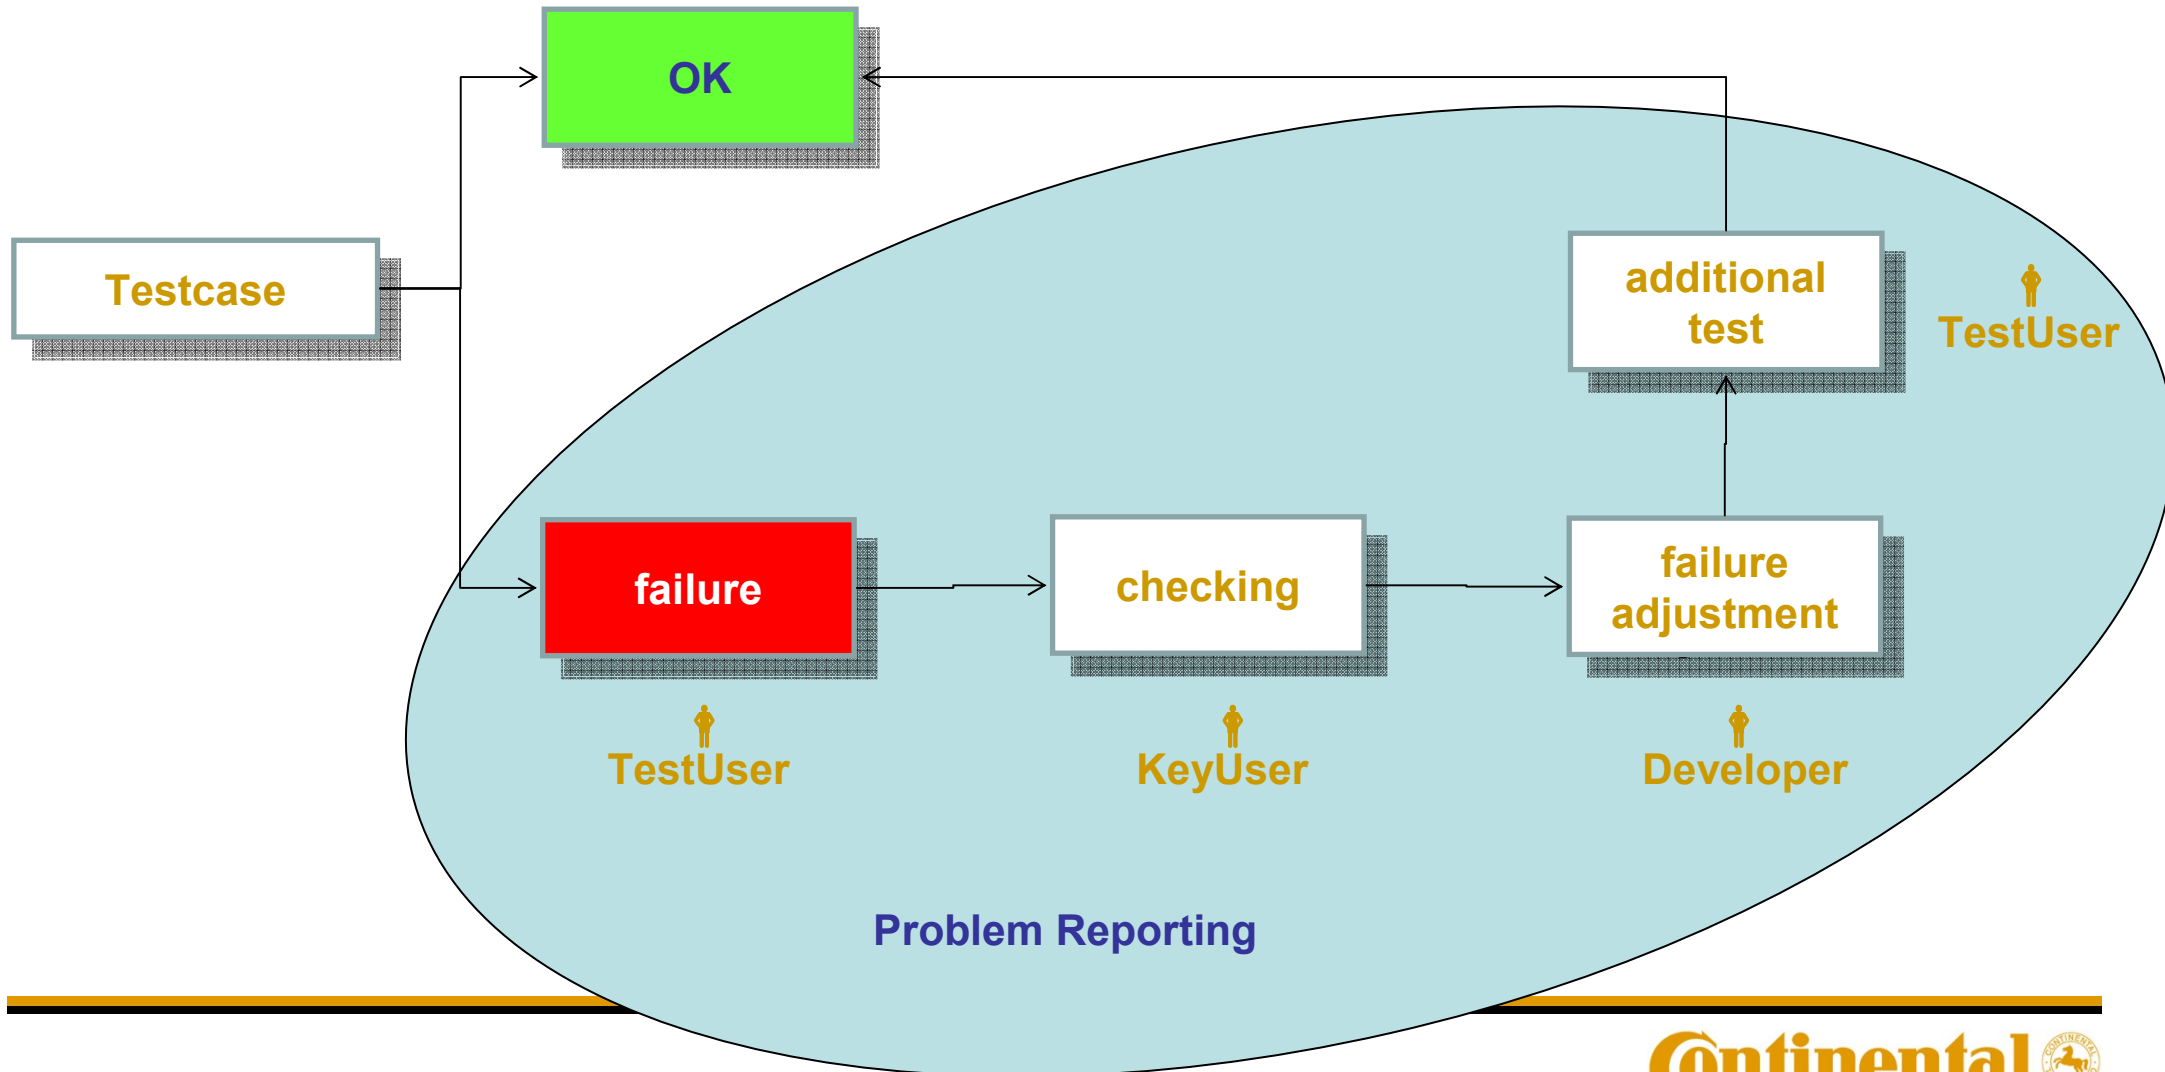 OK
Testcase
additional
test
TestUser
failure
checking
failure
adjustment
TestUser
KeyUser
Developer
Problem Reporting
Continental